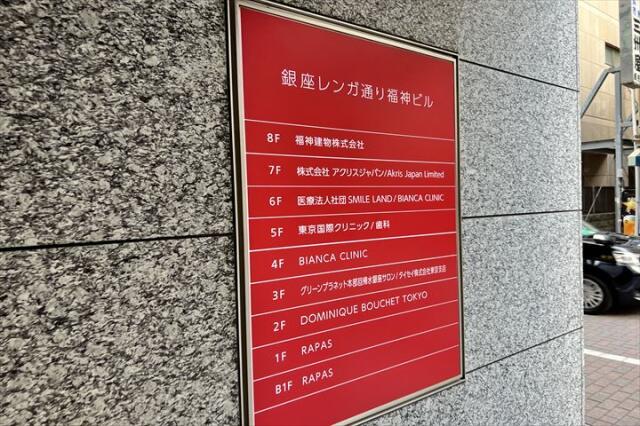 銀座レンガ通り福神ビル
8F 福神建物株式会社
7F 株式会社 アクリスジャパン/Akris Japan Limited
6F 医療法人社団 SMILE LAND/BIANCA CLINIC
5F 東京国際クリニック/歯科
4F BIANCA CLINIC
3F グリーンプラネット本部招樽水銀座サロン/タイセイ株式会社東京支店
2F DOMINIQUE BOUCHET TOKYO
1F RAPAS
B1F RAPAS